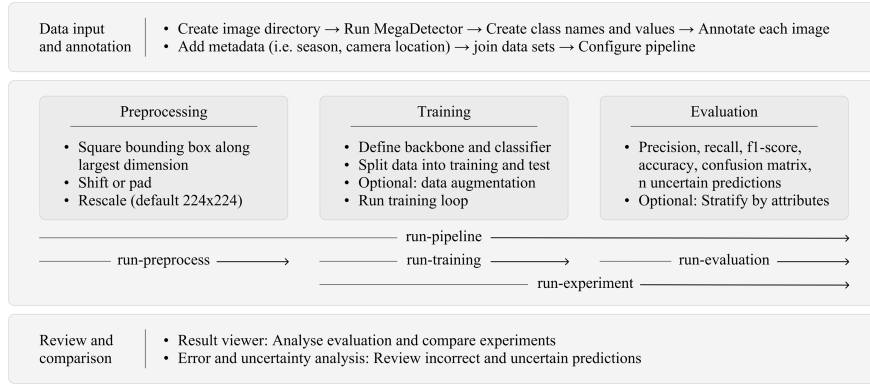 Data input
and annotation
• Create image directory → Run MegaDetector → Create class names and values → Annotate each image
• Add metadata (i.e. season, camera location) → join data sets → Configure pipeline
Preprocessing
• Square bounding box along
largest dimension
• Shift or pad
• Rescale (default 224x224)
Training
• Define backbone and classifier
• Split data into training and test
• Optional: data augmentation
• Run training loop
Evaluation
• Precision, recall, f1-score,
accuracy, confusion matrix,
n uncertain predictions
• Optional: Stratify by attributes
run-pipeline
run-preprocess
run-training
run-evaluation
run-experiment
Review and
comparison
• Result viewer: Analyse evaluation and compare experiments
• Error and uncertainty analysis: Review incorrect and uncertain predictions